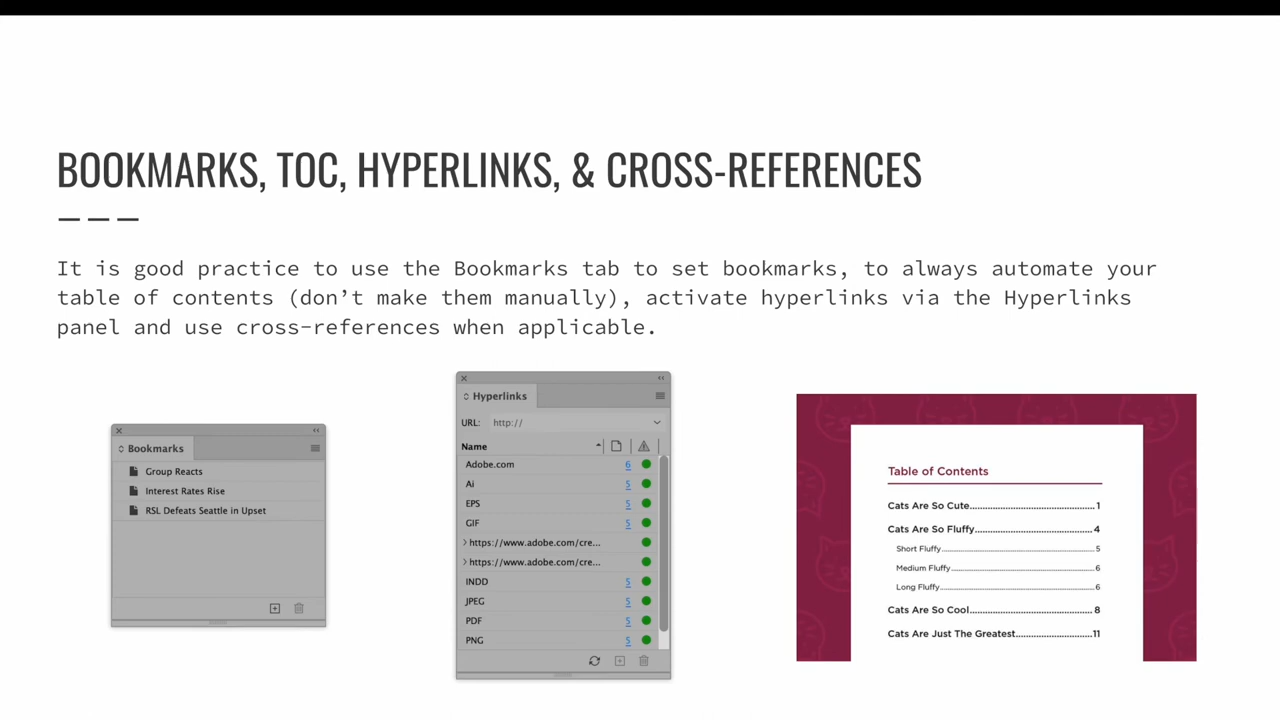 BOOKMARKS, TOC, HYPERLINKS, & CROSS-REFERENCES
It is good practice to use the Bookmarks tab to set bookmarks, to always automate your
table of contents (don’t make them manually), activate hyperlinks via the Hyperlinks
panel and use cross-references when applicable.
Bookmarks
Group Reacts
Interest Rates Rise
RSL Defeats Seattle in Upset
Hyperlinks
URL: http://
Name
Adobe.com 6
Ai 5
EPS 5
GIF 5
https://www.adobe.com/cre...
https://www.adobe.com/cre...
INDD 5
JPEG 5
PDF 5
PNG 5
Table of Contents
Cats Are So Cute..........................................1
Cats Are So Fluffy........................................4
Short Fluffy..................................................5
Medium Fluffy...............................................6
Long Fluffy...................................................6
Cats Are So Cool..........................................8
Cats Are Just The Greatest..........................11